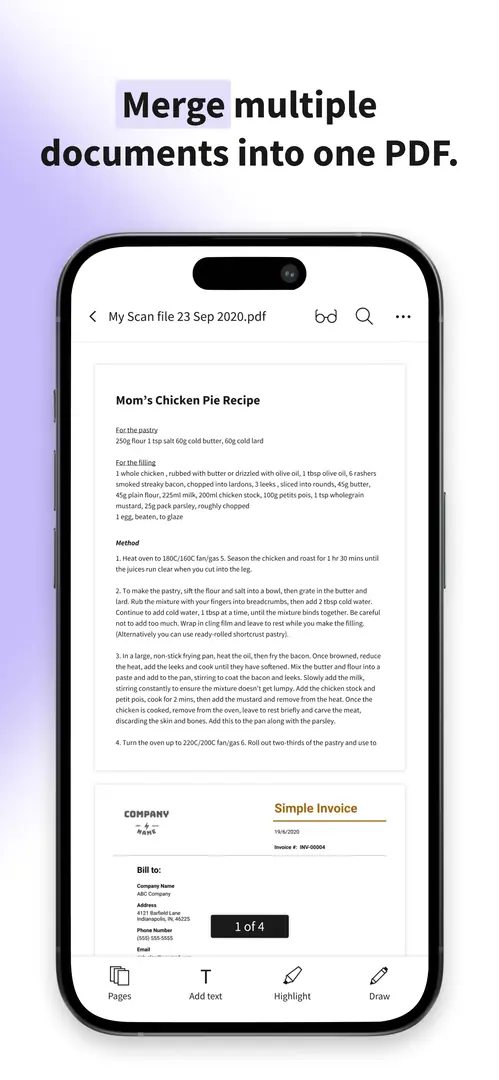 Merge multiple
documents into one PDF.
My Scan file 23 Sep 2020.pdf
Mom's Chicken Pie Recipe
For the pastry
250g flour 1 tsp salt 60g cold butter, 60g cold lard
For the filling
1 whole chicken , rubbed with butter or drizzled with olive oil, 1 tbsp olive oil, 6 rashers
smoked streaky bacon, chopped into lardons, 3 leeks , sliced into rounds, 45g butter,
45g plain flour, 225ml milk, 200ml chicken stock, 100g petits pois, 1 tsp wholegrain
mustard, 25g pack parsley, roughly chopped
1 egg, beaten, to glaze
Method
1. Heat oven to 180C/160C fan/gas 5. Season the chicken and roast for 1 hr 30 mins until
the juices run clear when you cut into the leg.
2. To make the pastry, sift the flour and salt into a bowl, then grate in the butter and
lard. Rub the mixture with your fingers into breadcrumbs, then add 2 tbsp cold water.
Continue to add cold water, 1 tbsp at a time, until the mixture binds together. Be careful
not to add too much. Wrap in cling film and leave to rest while you make the filling.
(Alternatively you can use ready-rolled shortcrust pastry).
3. In a large, non-stick frying pan, heat the oil, then fry the bacon. Once browned, reduce
the heat, add the leeks and cook until they have softened. Mix the butter and flour into a
paste and add to the pan, stirring to coat the bacon and leeks. Slowly add the milk,
stirring constantly to ensure the mixture doesn't get lumpy. Add the chicken stock and
petit pois, cook for 2 mins, then add the mustard and remove from the heat. Once the
chicken is cooked, remove from the oven, leave to rest briefly and carve the meat,
discarding the skin and bones. Add this to the pan along with the parsley.
4. Turn the oven up to 220C/200C fan/gas 6. Roll out two-thirds of the pastry and use to
COMPANY
NAME
Simple Invoice
19/6/2020
Invoice #: INV-00004
Bill to:
Company Name
ABC Company
Address
4121 Barfield Lane
Indianapolis, IN, 46225
Phone Number
(555) 555-5555
Email
1 of 4
Pages
Add text
Highlight
Draw